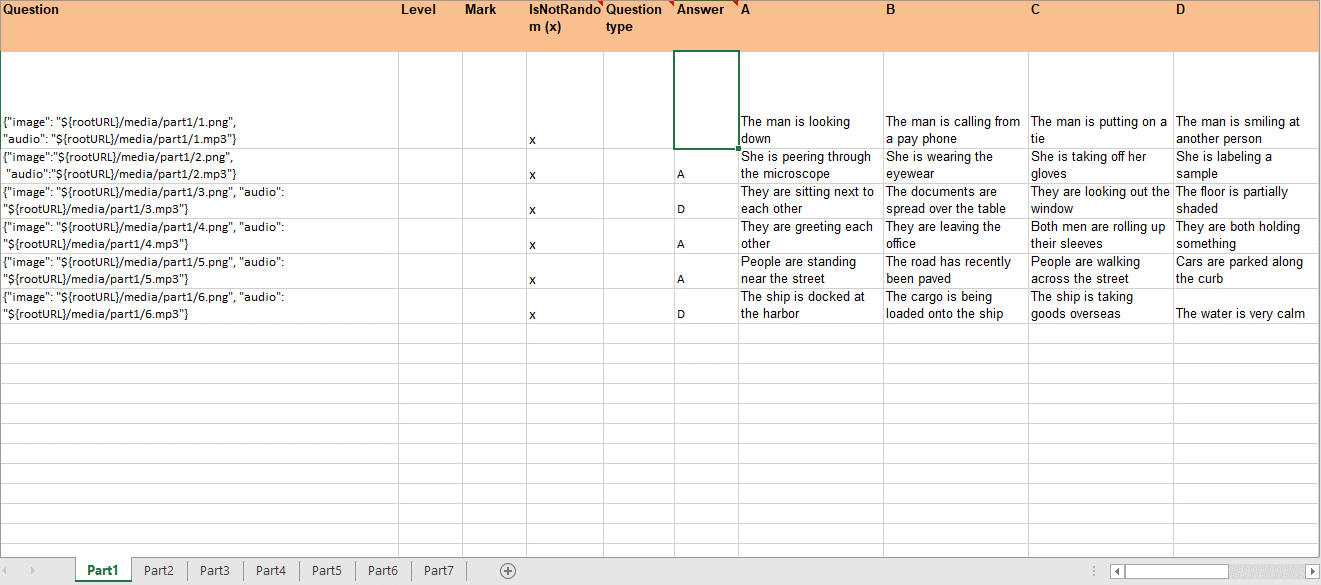 Question Level Mark IsNotRando Question Answer A B C D
m (x) type
{"image": "${rootURL}/media/part1/1.png", The man is looking The man is calling from The man is putting on a The man is smiling at
"audio": "${rootURL}/media/part1/1.mp3"} x down a pay phone tie another person
{"image":"${rootURL}/media/part1/2.png", She is peering through She is wearing the She is taking off her She is labeling a
"audio":"${rootURL}/media/part1/2.mp3"} x A the microscope eyewear gloves sample
{"image": "${rootURL}/media/part1/3.png", "audio": They are sitting next to The documents are They are looking out the The floor is partially
"${rootURL}/media/part1/3.mp3"} x D each other spread over the table window shaded
{"image": "${rootURL}/media/part1/4.png", "audio": They are greeting each They are leaving the Both men are rolling up They are both holding
"${rootURL}/media/part1/4.mp3"} x A other office their sleeves something
{"image": "${rootURL}/media/part1/5.png", "audio": People are standing The road has recently People are walking Cars are parked along
"${rootURL}/media/part1/5.mp3"} x A near the street been paved across the street the curb
{"image": "${rootURL}/media/part1/6.png", "audio": The ship is docked at The cargo is being The ship is taking
"${rootURL}/media/part1/6.mp3"} x D the harbor loaded onto the ship goods overseas The water is very calm
Part1 Part2 Part3 Part4 Part5 Part6 Part7